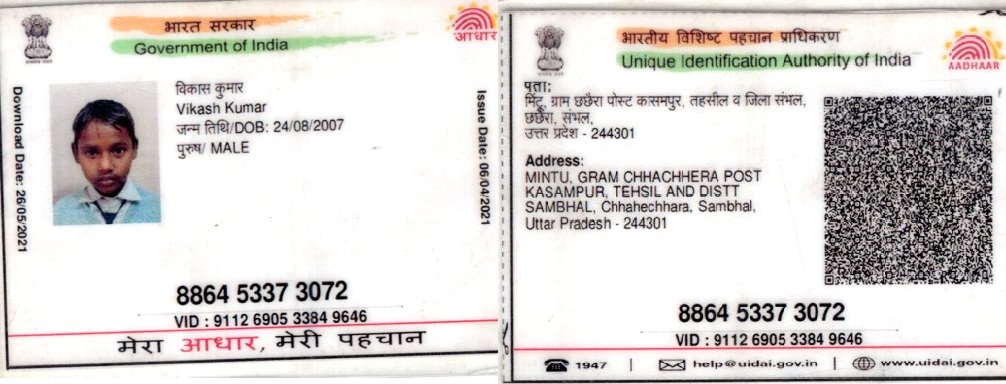 भारत सरकार
Government of India
आधार
Download Date: 26/05/2021
विकास कुमार
Vikash Kumar
जन्म तिथि/DOB: 24/08/2007
पुरुष/ MALE
Issue Date: 06/04/2021
8864 5337 3072
VID : 9112 6905 3384 9646
मेरा आधार, मेरी पहचान
भारतीय विशिष्ट पहचान प्राधिकरण
Unique Identification Authority of India
AADHAAR
पता:
मिंटू, ग्राम छछैरा पोस्ट कासमपुर, तहसील व जिला संभल,
छछैरा, संभल,
उत्तर प्रदेश - 244301
Address:
MINTU, GRAM CHHACHHERA POST
KASAMPUR, TEHSIL AND DISTT
SAMBHAL, Chhahechhara, Sambhal,
Uttar Pradesh - 244301
8864 5337 3072
VID : 9112 6905 3384 9646
1947 | help@uidai.gov.in | www.uidai.gov.in